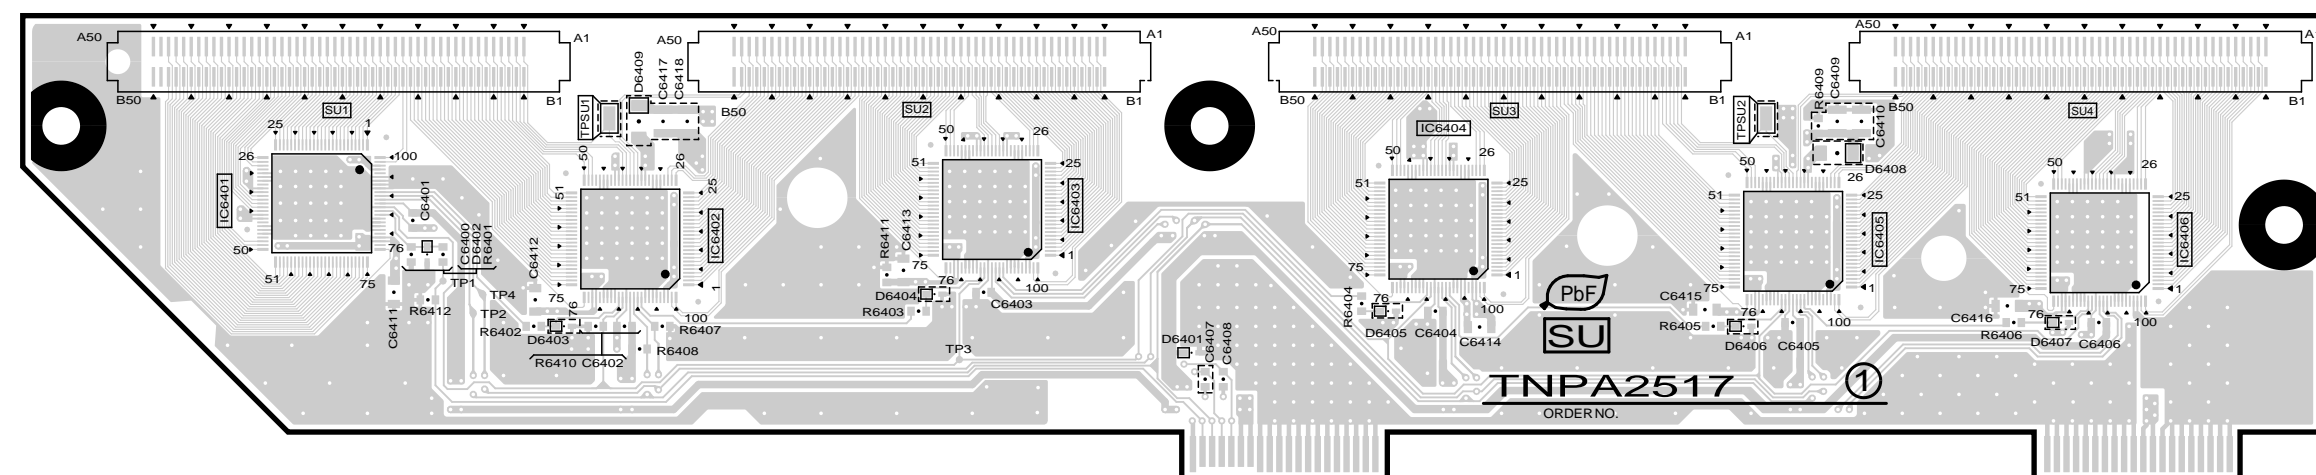 A50
A1
A50
A1
A50
A1
A50
A
B50
B1
B50
B1
B50
B1
B50
SU1
D6409
C6417
C6418
TPSU1
SU2
SU3
IC6404
TPSU2
R6409
C6409
C6410
D6408
SU4
25
1
26
100
IC6401
50
51
75
76
C6401
C6400
D6402
R6401
TP1
TP4
TP2
C6411
R6412
50
26
51
25
IC6402
C6412
75
76
1
100
R6402
D6403
R6410
C6402
R6407
R6408
50
26
51
25
IC6403
R6411
C6413
75
76
1
100
D6404
R6403
C6403
TP3
D6401
C6407
C6408
50
26
51
25
75
76
1
100
R6404
D6405
C6404
C6414
PbF
SU
50
26
51
25
IC6405
75
76
1
100
C6415
R6405
D6406
C6405
50
26
51
25
IC6406
75
76
1
100
C6416
R6406
D6407
C6406
TNPA2517
1
ORDER NO.